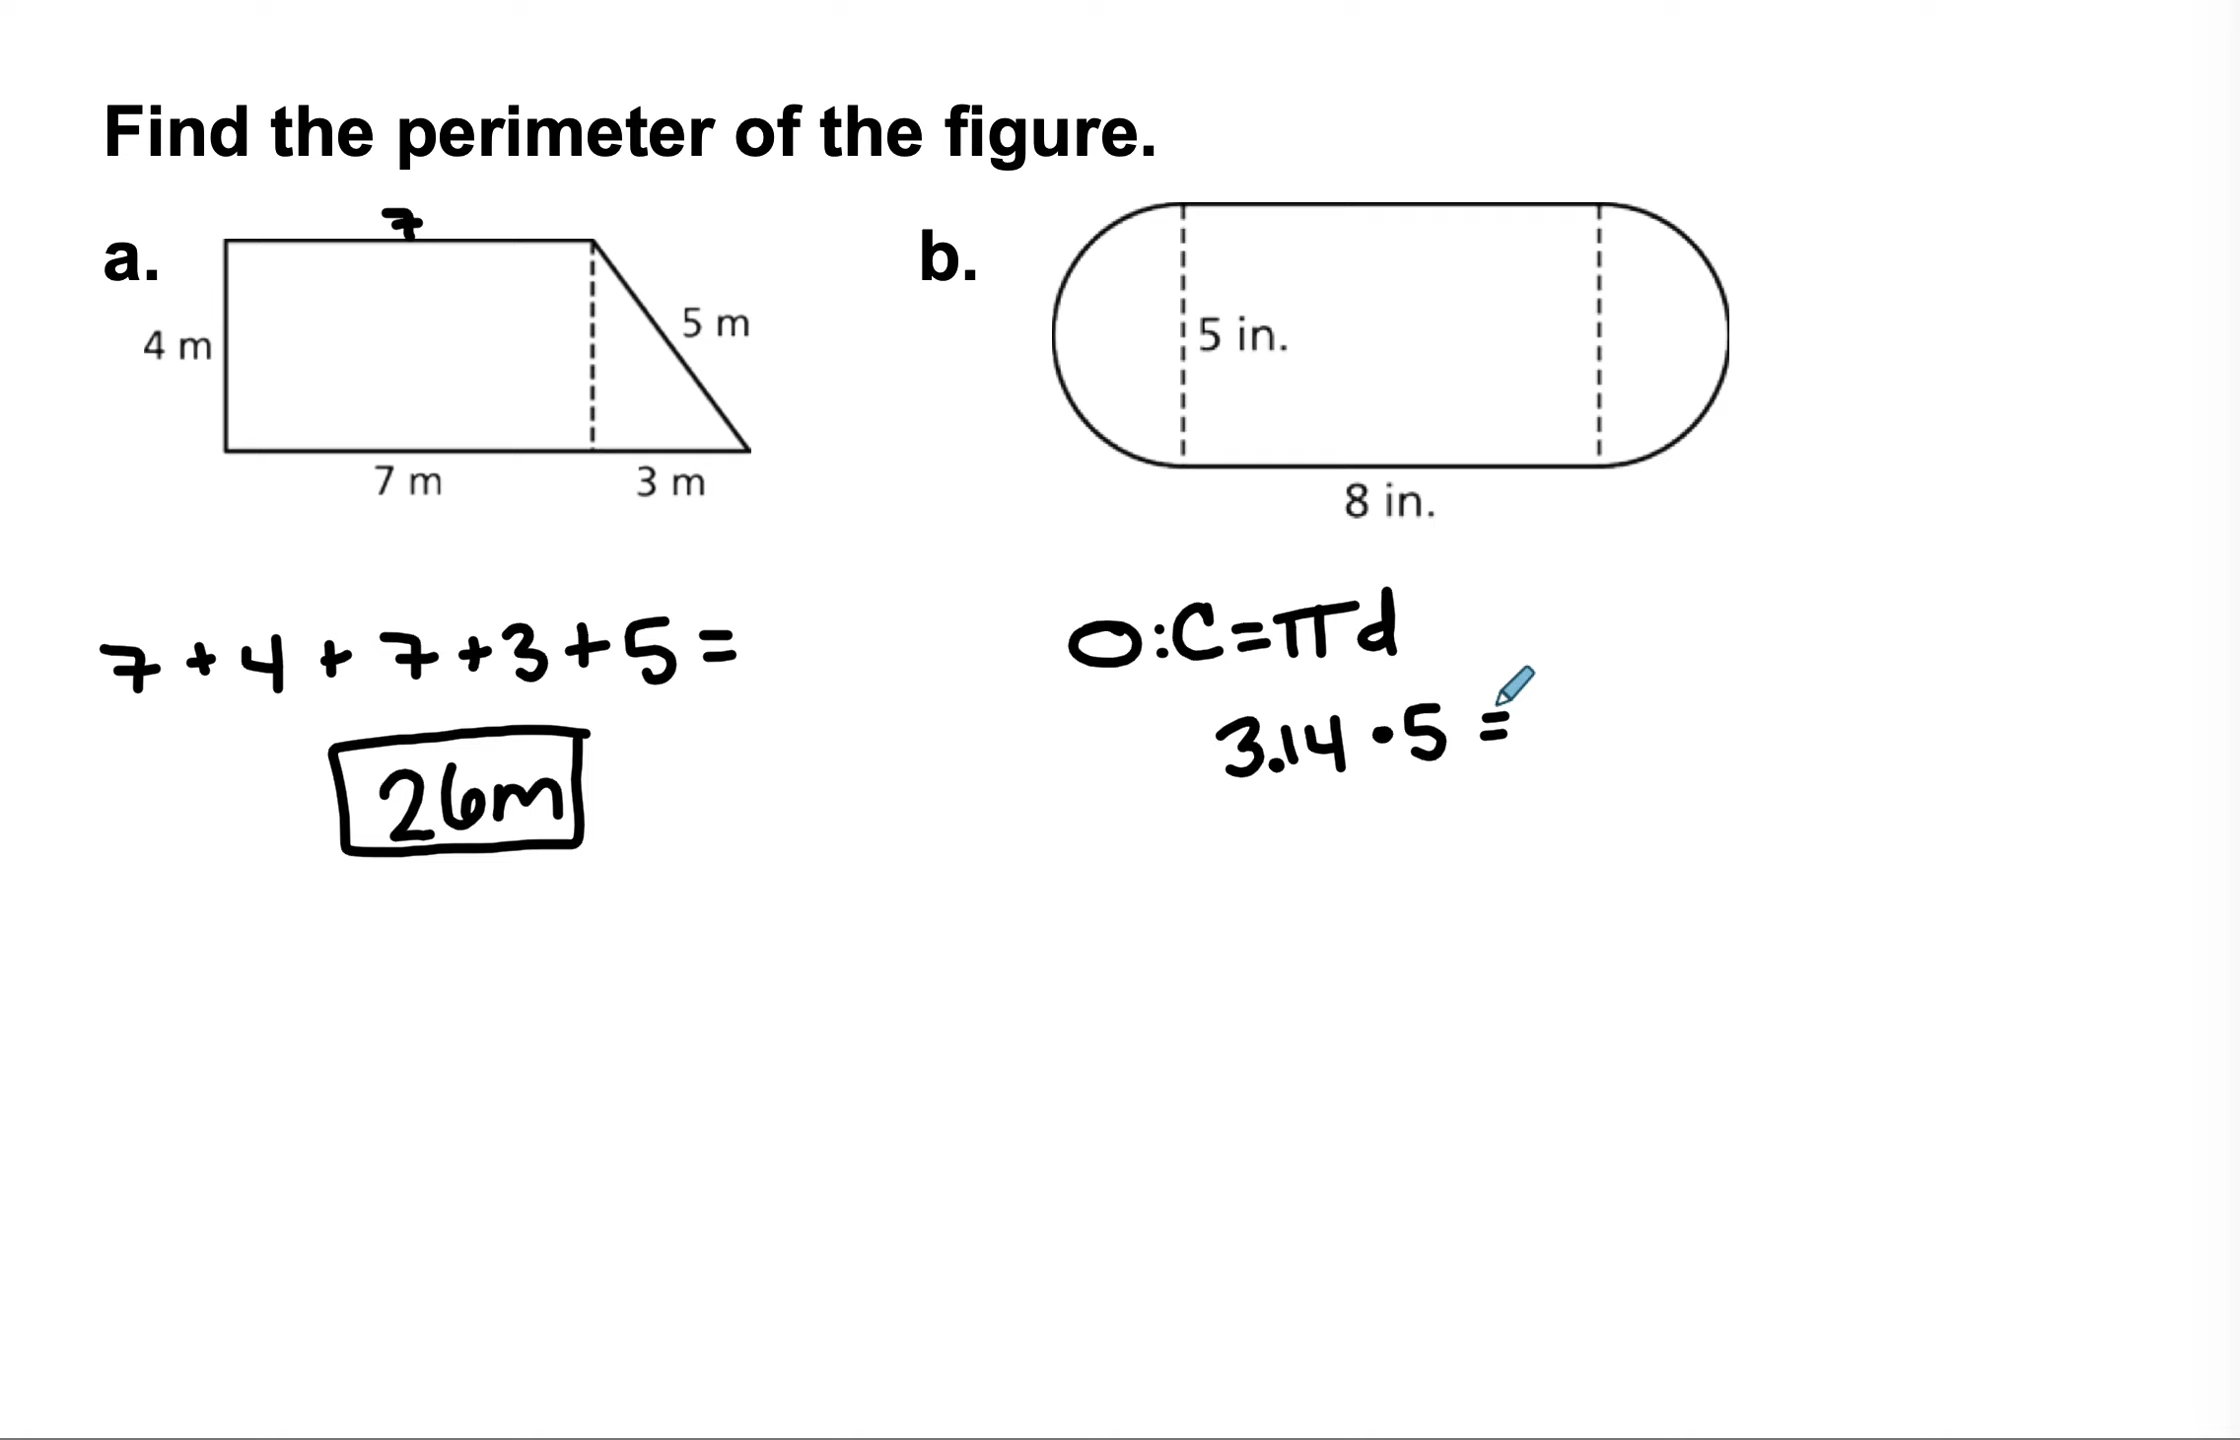 Find the perimeter of the figure.
a.
7
4 m
5 m
7 m
3 m
7 + 4 + 7 + 3 + 5 =
26m
b.
5 in.
8 in.
O:C=πd
3.14 • 5 =